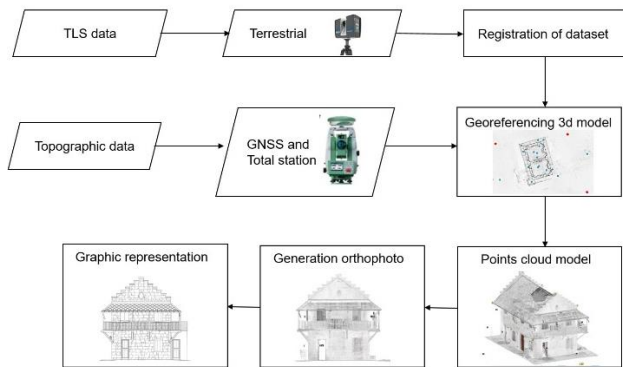 TLS data
Terrestrial
Registration of dataset
Topographic data
GNSS and
Total station
Georeferencing 3d model
Graphic representation
Generation orthophoto
Points cloud model